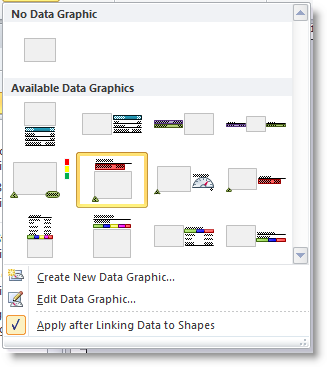 No Data Graphic
Available Data Graphics
Create New Data Graphic...
Edit Data Graphic...
Apply after Linking Data to Shapes